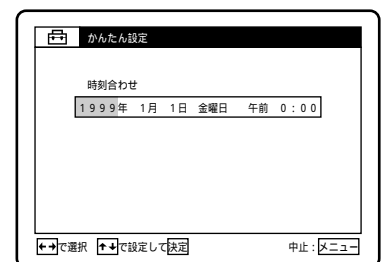 かんたん設定
時刻合わせ
1999年 1月 1日 金曜日 午前 0:00
←→で選択 ↑↓で設定して決定 中止:メニュー